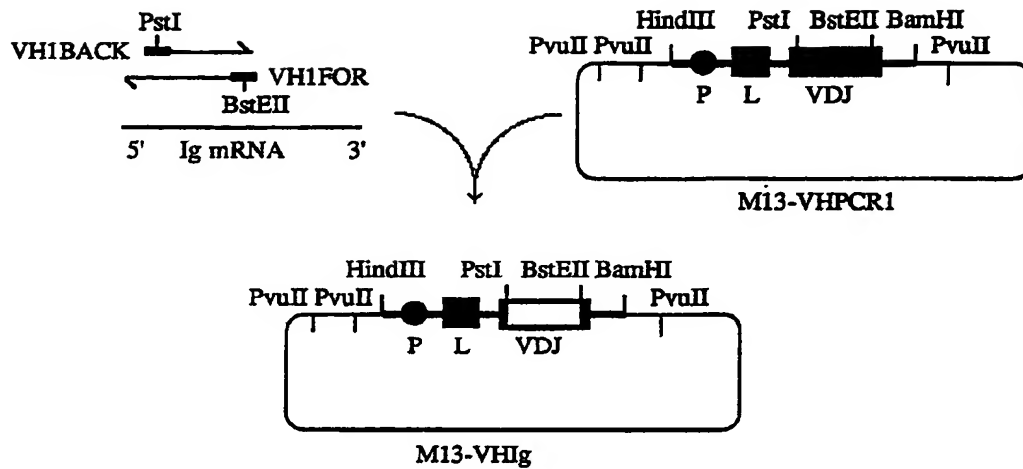 PstI
VH1BACK
VH1FOR
BstEII
5' Ig mRNA 3'
HindIII PstI BstEII BamHI
PvuII PvuII PvuII
P L VDJ
M13-VHPCR1
HindIII PstI BstEII BamHI
PvuII PvuII PvuII
P L VDJ
M13-VHIg